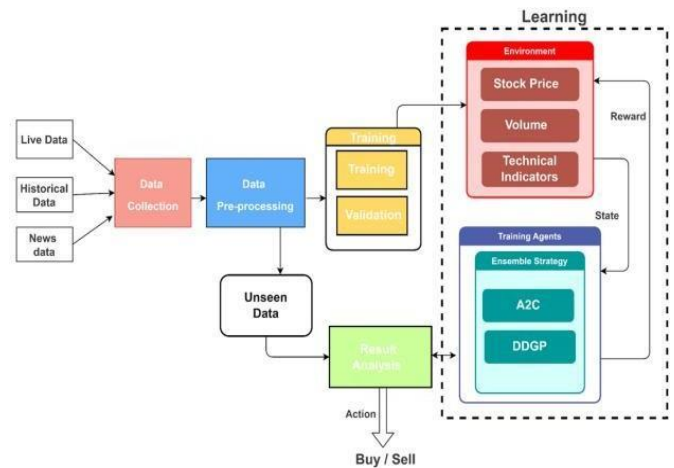 Learning
Environment
Stock Price
Volume
Technical
Indicators
Reward
State
Live Data
Historical
Data
News
data
Data
Collection
Data
Pre-processing
Training
Training
Validation
Unseen
Data
Result
Analysis
Training Agents
Ensemble Strategy
A2C
DDGP
Action
Buy / Sell